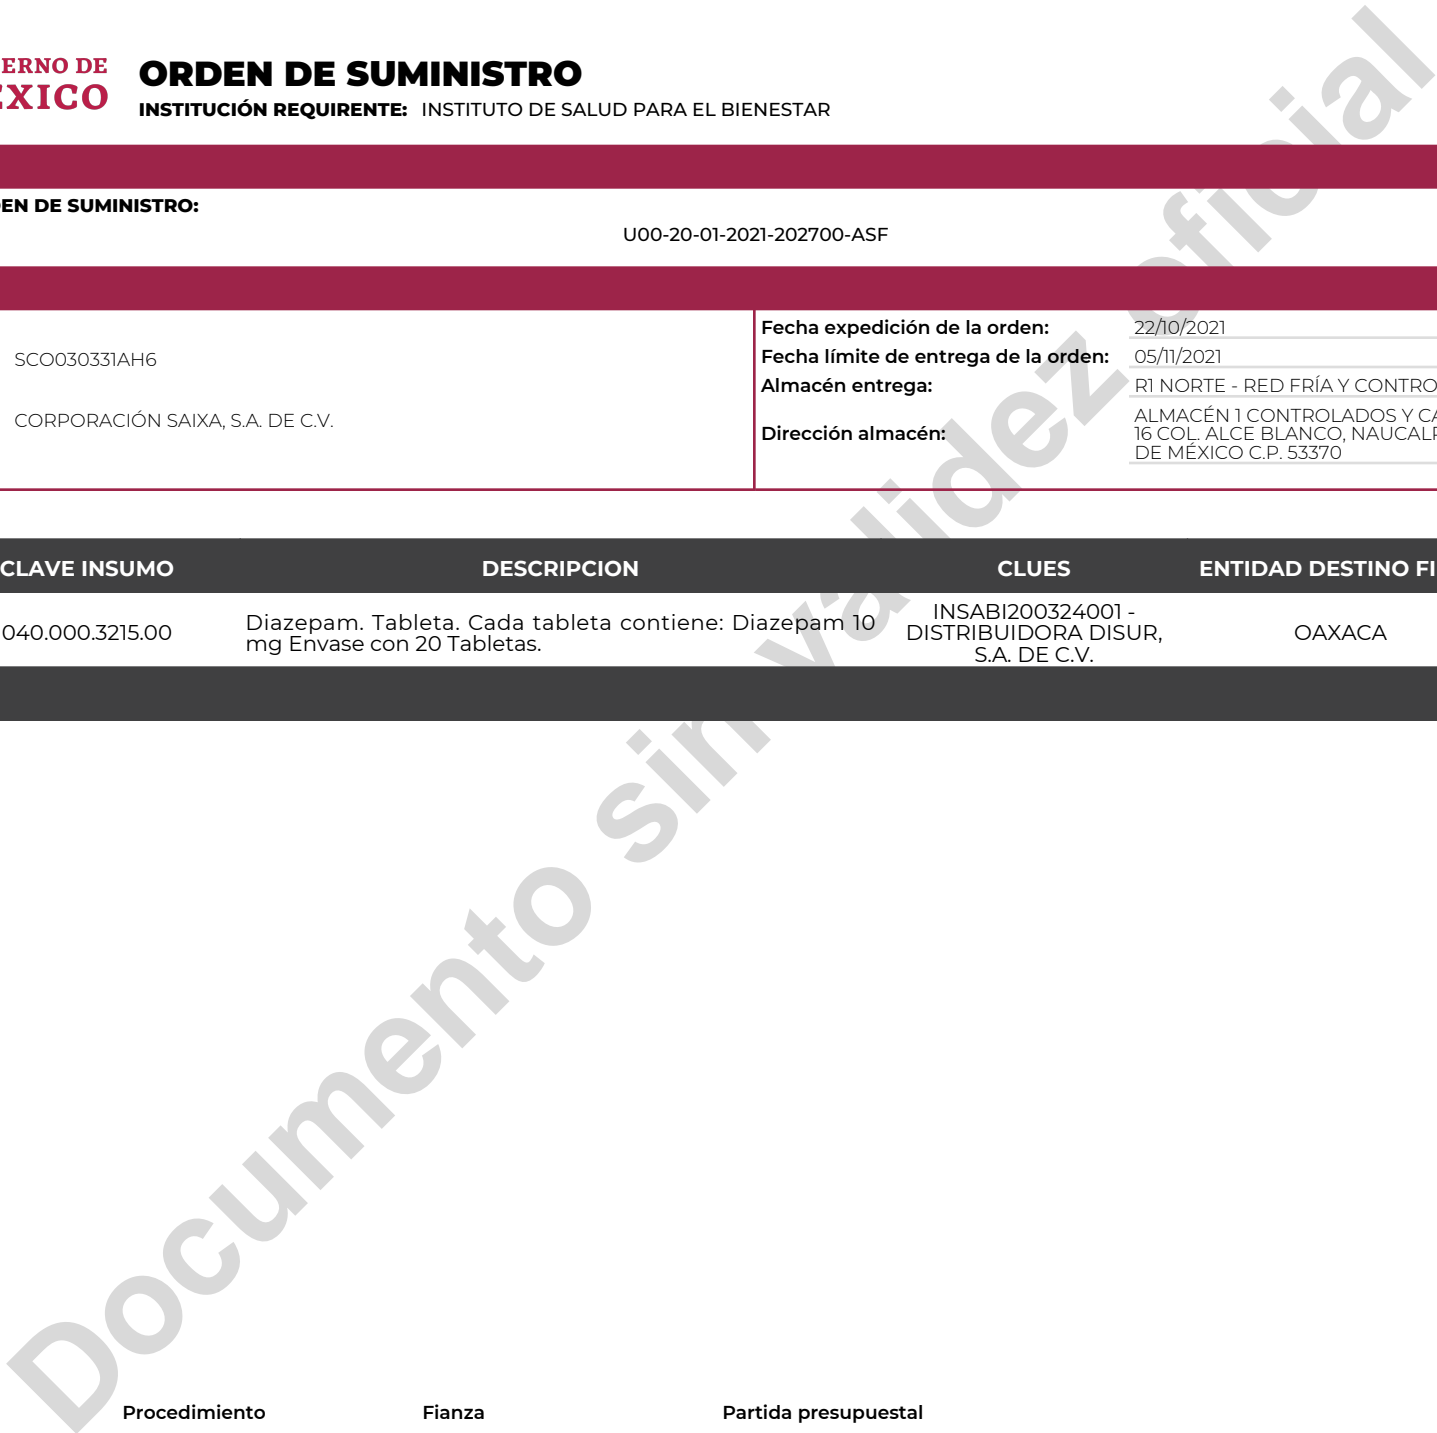 ERNO DE
EXICO
ORDEN DE SUMINISTRO
INSTITUCIÓN REQUIRENTE: INSTITUTO DE SALUD PARA EL BIENESTAR
EN DE SUMINISTRO:
U00-20-01-2021-202700-ASF
SCO030331AH6
CORPORACIÓN SAIXA, S.A. DE C.V.
Fecha expedición de la orden: 22/10/2021
Fecha límite de entrega de la orden: 05/11/2021
Almacén entrega: R1 NORTE - RED FRÍA Y CONTRO
Dirección almacén:
ALMACÉN 1 CONTROLADOS Y CA
16 COL. ALCE BLANCO, NAUCALP
DE MÉXICO C.P. 53370
CLAVE INSUMO DESCRIPCION CLUES ENTIDAD DESTINO FI
040.000.3215.00
Diazepam. Tableta. Cada tableta contiene: Diazepam 10
mg Envase con 20 Tabletas.
INSABI200324001 -
DISTRIBUIDORA DISUR,
S.A. DE C.V.
OAXACA
Documento sin validez oficial
Procedimiento Fianza Partida presupuestal